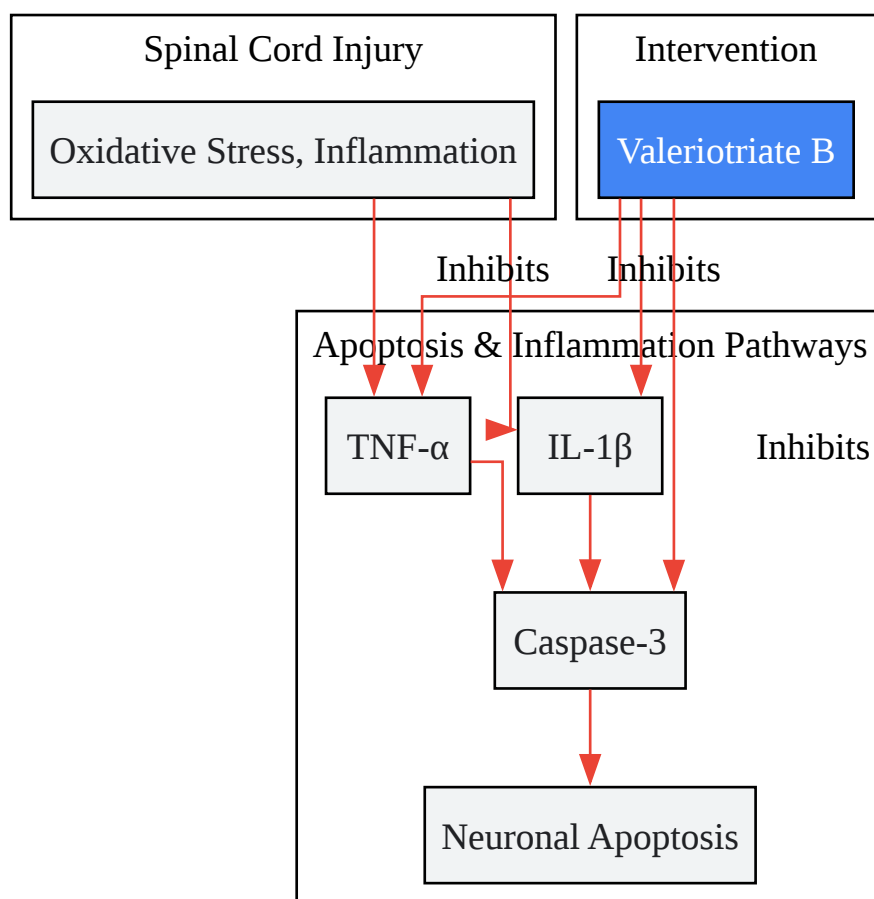 Spinal Cord Injury
Intervention
Oxidative Stress, Inflammation
Valeriotriate B
Inhibits
Inhibits
Apoptosis & Inflammation Pathways
TNF-α
IL-1β
Inhibits
Caspase-3
Neuronal Apoptosis